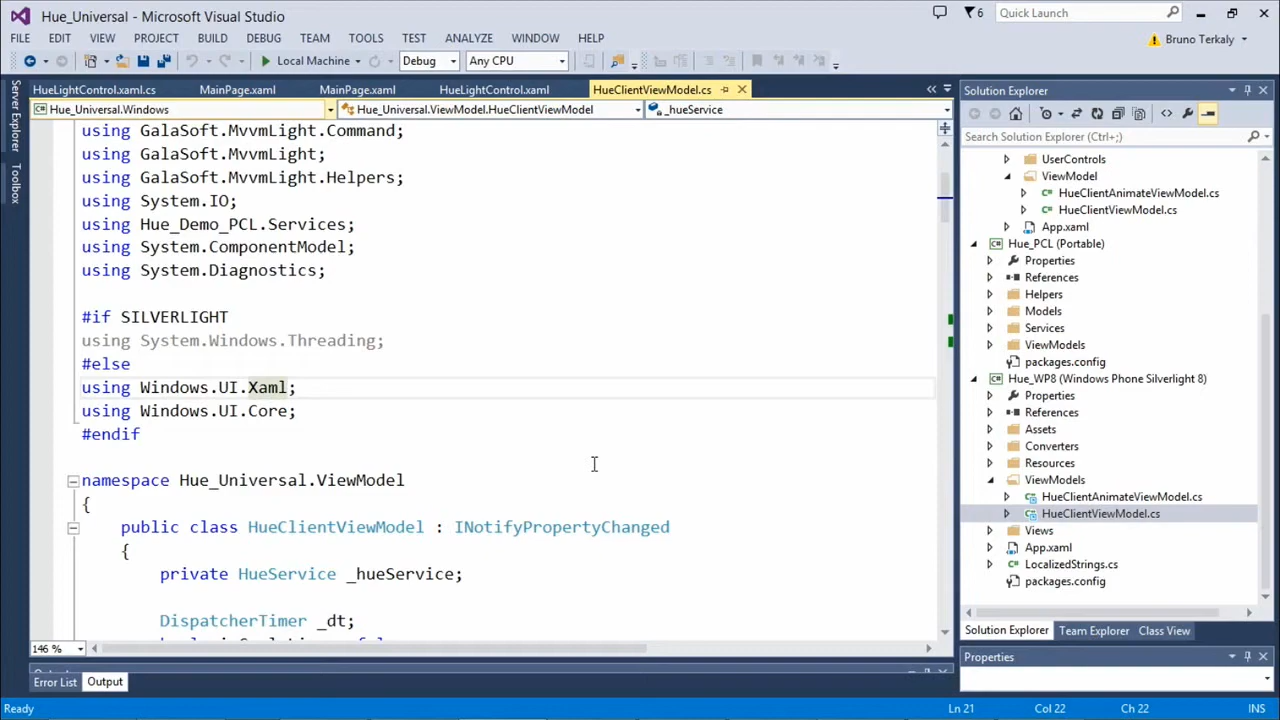 Hue_Universal - Microsoft Visual Studio
6
Quick Launch
FILE EDIT VIEW PROJECT BUILD DEBUG TEAM TOOLS TEST ANALYZE WINDOW HELP
Bruno Terkaly
Local Machine
Debug
Any CPU
Server Explorer
Toolbox
HueLightControl.xaml.cs
MainPage.xaml
MainPage.xaml.cs
HueLightControl.xaml
HueClientViewModel.cs
Hue_Universal.Windows
Hue_Universal.ViewModel.HueClientViewModel
_hueService
using GalaSoft.MvvmLight.Command;
using GalaSoft.MvvmLight;
using GalaSoft.MvvmLight.Helpers;
using System.IO;
using Hue_Demo_PCL.Services;
using System.ComponentModel;
using System.Diagnostics;
#if SILVERLIGHT
using System.Windows.Threading;
#else
using Windows.UI.Xaml;
using Windows.UI.Core;
#endif
namespace Hue_Universal.ViewModel
{
public class HueClientViewModel : INotifyPropertyChanged
{
private HueService _hueService;
DispatcherTimer _dt;
146 %
Error List
Output
Solution Explorer
Search Solution Explorer (Ctrl+;)
UserControls
ViewModel
HueClientAnimateViewModel.cs
HueClientViewModel.cs
App.xaml
Hue_PCL (Portable)
Properties
References
Helpers
Models
Services
ViewModels
packages.config
Hue_WP8 (Windows Phone Silverlight 8)
Properties
References
Assets
Converters
Resources
ViewModels
HueClientAnimateViewModel.cs
HueClientViewModel.cs
Views
App.xaml
LocalizedStrings.cs
packages.config
Solution Explorer
Team Explorer
Class View
Properties
Ready
Ln 21
Col 22
Ch 22
INS